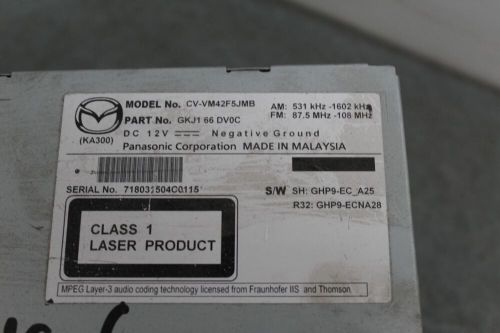 MODEL No. CV-VM42F5JMB AM: 531 kHz -1602 kHz
PART No. GKJ1 66 DV0C FM: 87.5 MHz -108 MHz
(KA300) DC 12V Negative Ground
Panasonic Corporation MADE IN MALAYSIA
SERIAL No. 718031504C0115 S/W SH: GHP9-EC_A25
R32: GHP9-ECNA28
CLASS 1
LASER PRODUCT
MPEG Layer-3 audio coding technology licensed from Fraunhofer IIS and Thomson